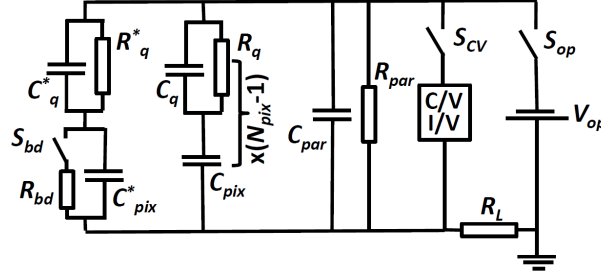 R*q
C*q
Sbd
Rbd
C*pix
Rq
Cq
Cpix
x(Npix-1)
Cpar
Rpar
SCV
C/V
I/V
Sop
Vop
RL